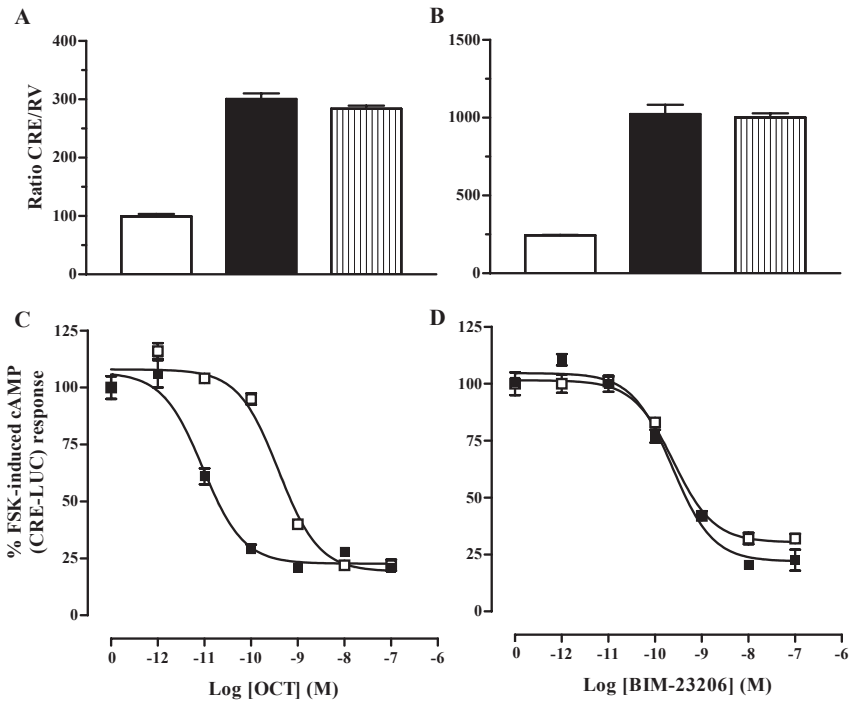 A
B
400
300
200
100
0
Ratio CRE/RV
1500
1000
500
250
0
C
D
125
100
75
50
25
0
% FSK-induced cAMP
(CRE-LUC) response
0 -12 -11 -10 -9 -8 -7 -6
Log [OCT] (M)
125
100
75
50
25
0
0 -12 -11 -10 -9 -8 -7 -6
Log [BIM-23206] (M)